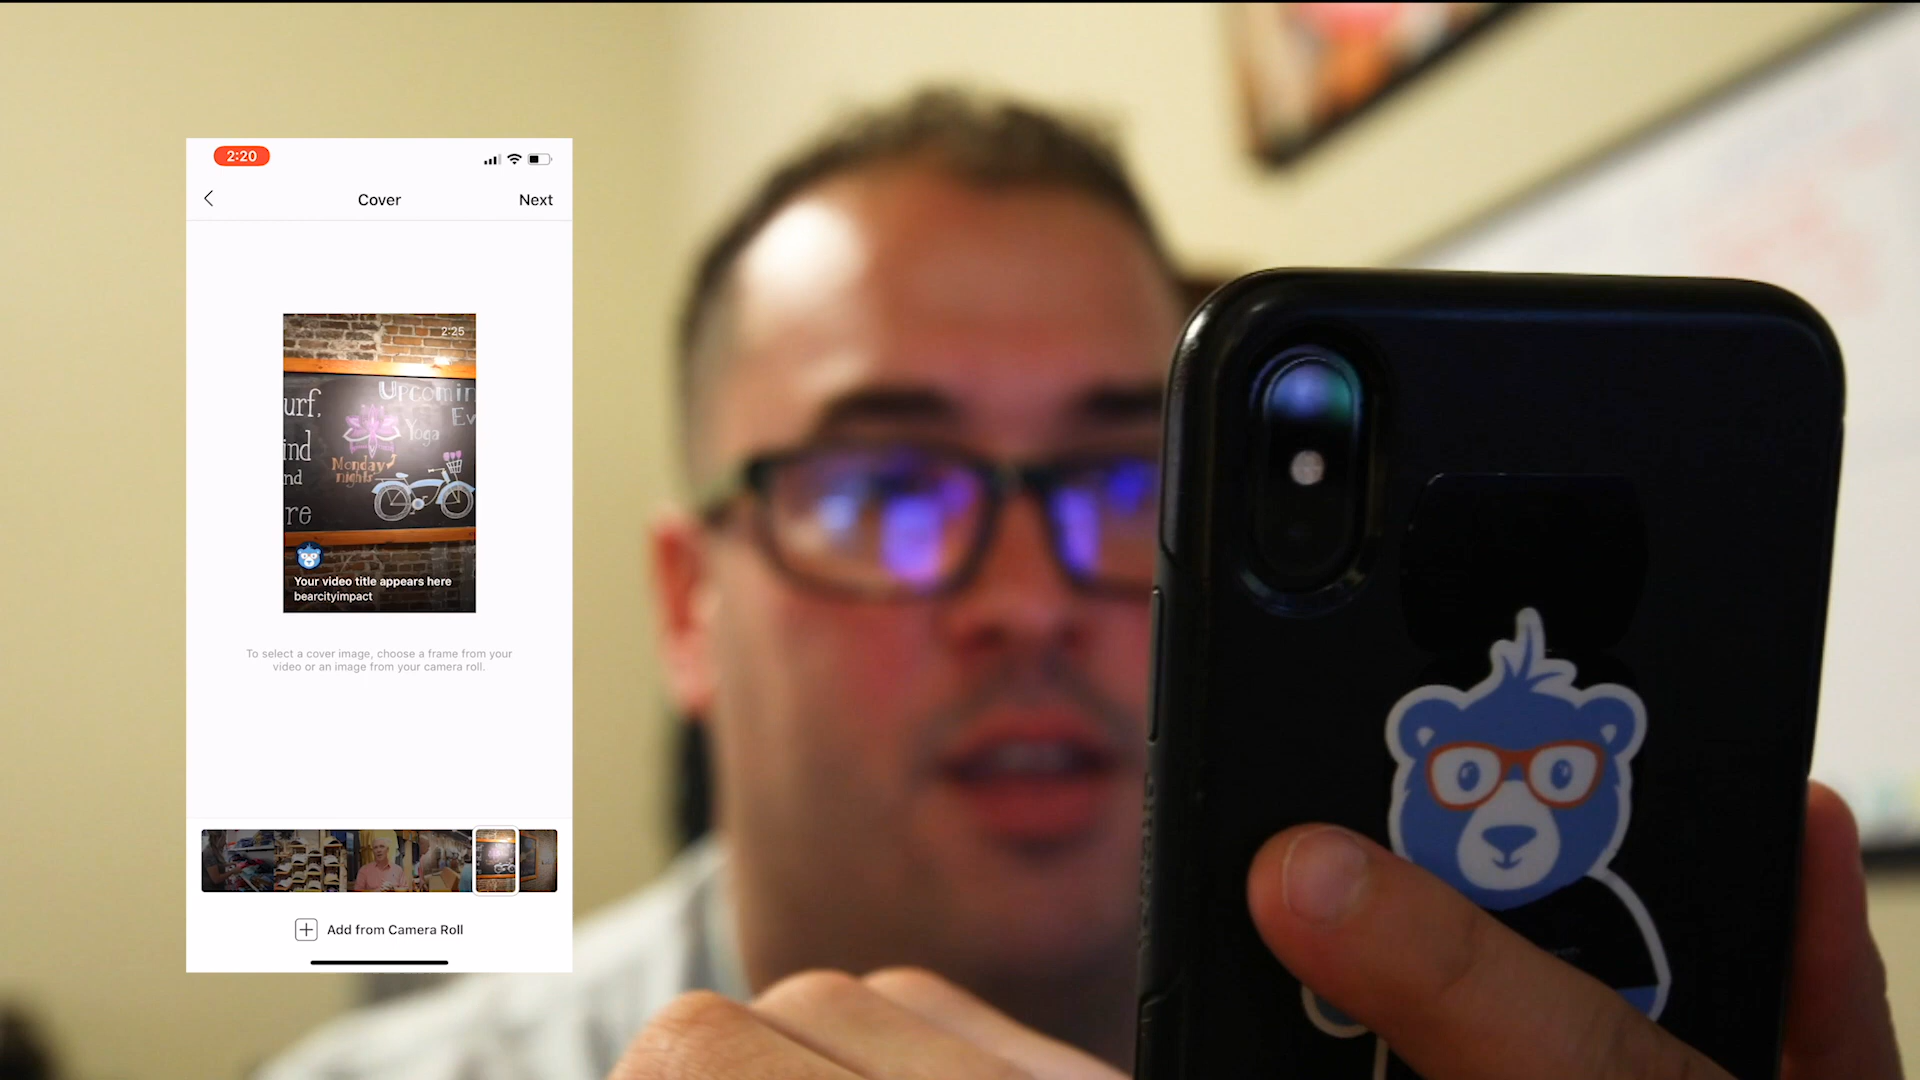 2:20
Cover
Next
2:25
urf,
Upcomin
Ev
Yoga
ind
Monday
nights
nd
re
Your video title appears here
bearcityimpact
To select a cover image, choose a frame from your
video or an image from your camera roll.
Add from Camera Roll